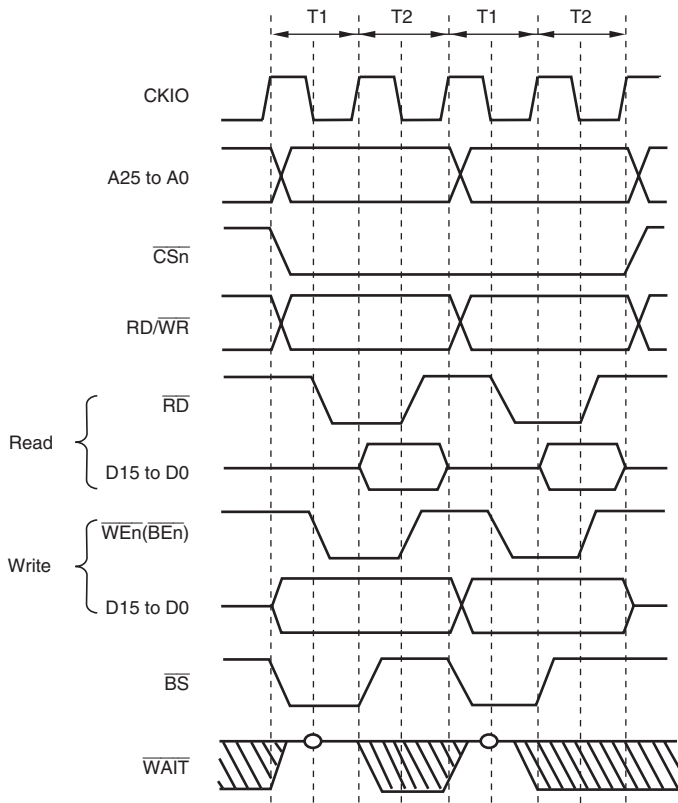 T1 T2 T1 T2
CKIO
A25 to A0
CSn
RD/WR
RD
Read
D15 to D0
WEn(BEn)
Write
D15 to D0
BS
WAIT